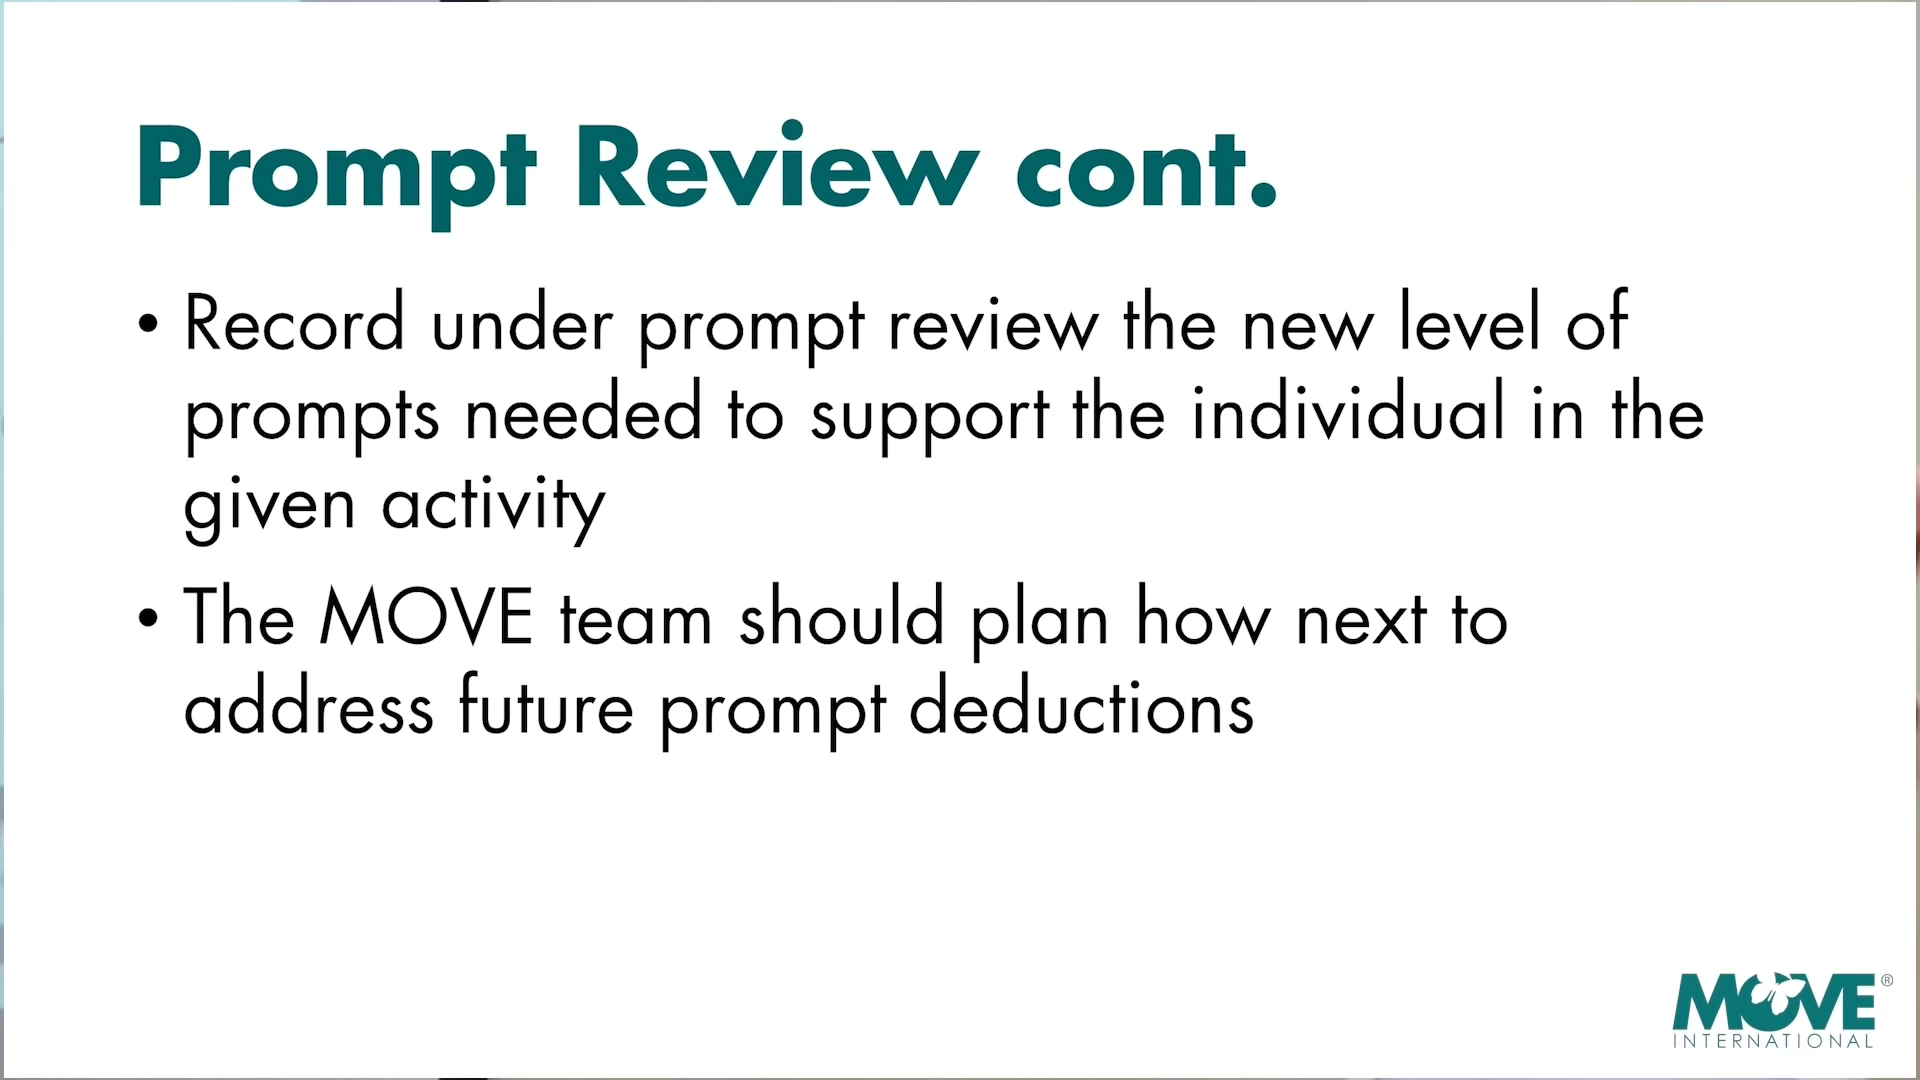 Prompt Review cont.
• Record under prompt review the new level of
prompts needed to support the individual in the
given activity
• The MOVE team should plan how next to
address future prompt deductions
MOVE®
INTERNATIONAL